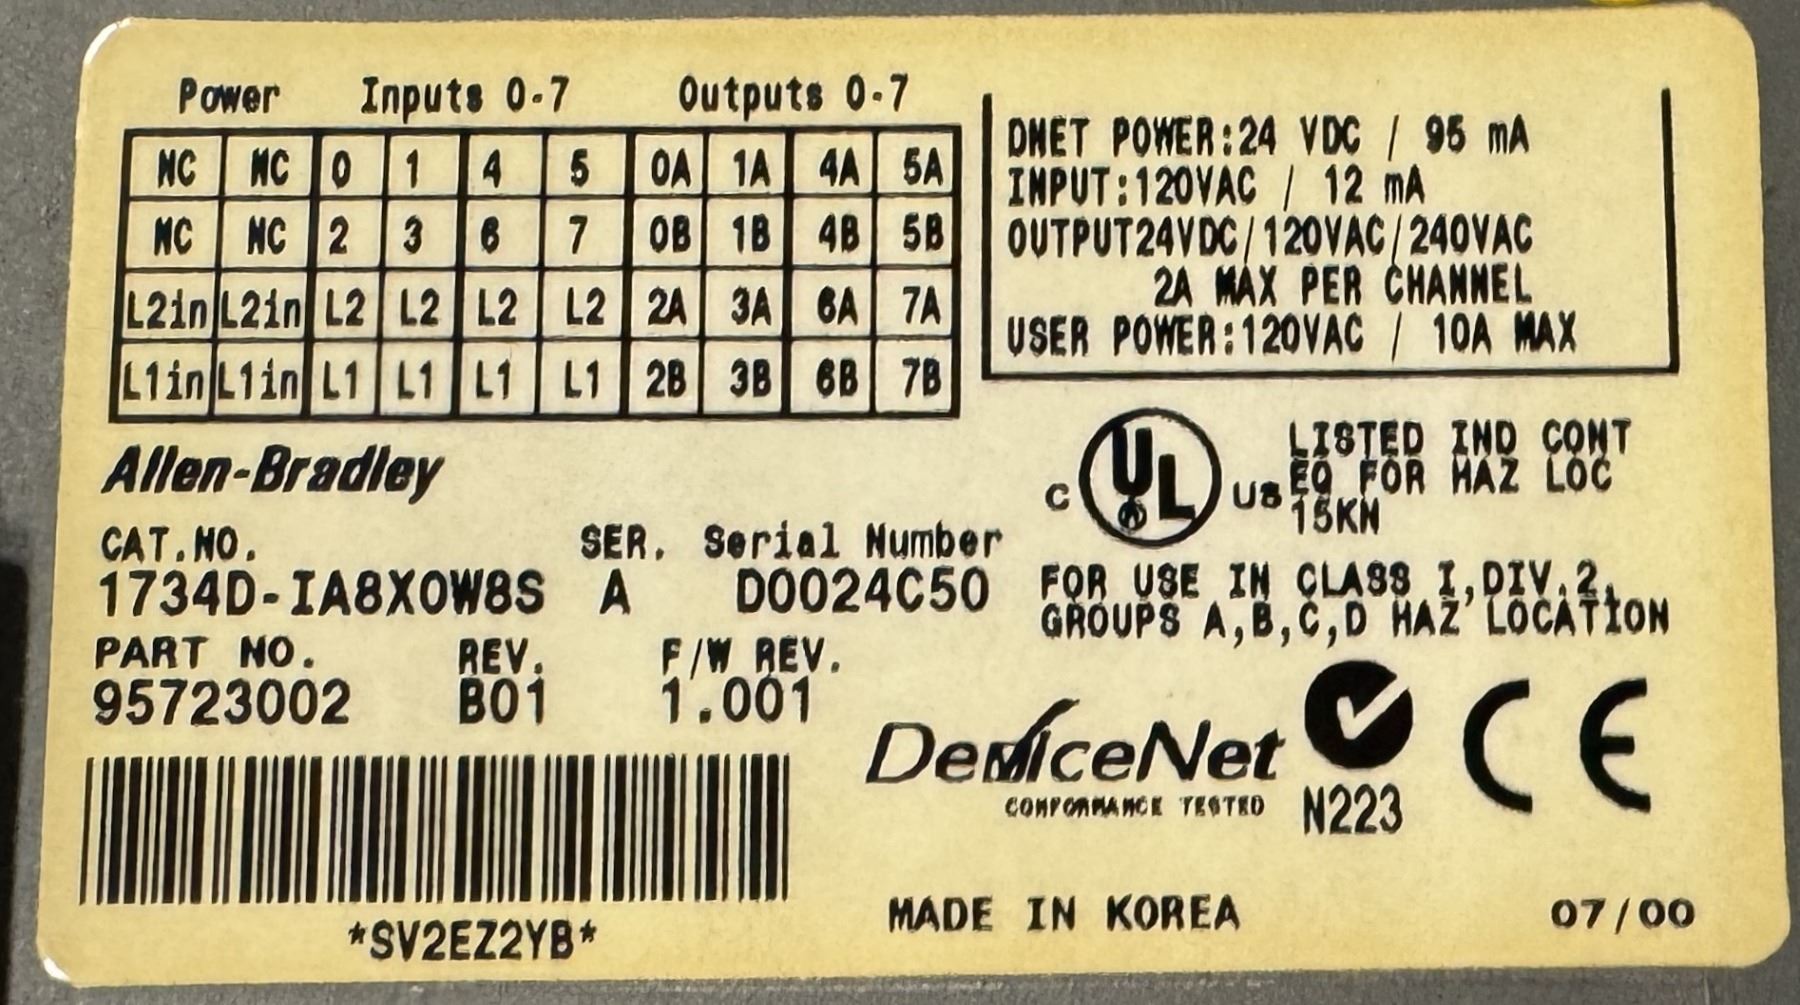 Power Inputs 0-7 Outputs 0-7
NC NC 0 1 4 5 0A 1A 4A 5A
NC NC 2 3 6 7 0B 1B 4B 5B
L2in L2in L2 L2 L2 L2 2A 3A 6A 7A
L1in L1in L1 L1 L1 L1 2B 3B 6B 7B
DNET POWER:24 VDC / 95 mA
INPUT:120VAC / 12 mA
OUTPUT24VDC/120VAC/240VAC
2A MAX PER CHANNEL
USER POWER:120VAC / 10A MAX
Allen-Bradley
CAT.NO. SER. Serial Number
1734D-IA8XOW8S A D0024C50
PART NO. REV. F/W REV.
95723002 B01 1.001
*SV2EZ2YB*
C UL US
LISTED IND CONT
EQ FOR HAZ LOC
15KN
FOR USE IN CLASS I,DIV.2,
GROUPS A,B,C,D HAZ LOCATION
DeviceNet
CONFORMANCE TESTED
N223
CE
MADE IN KOREA 07/00